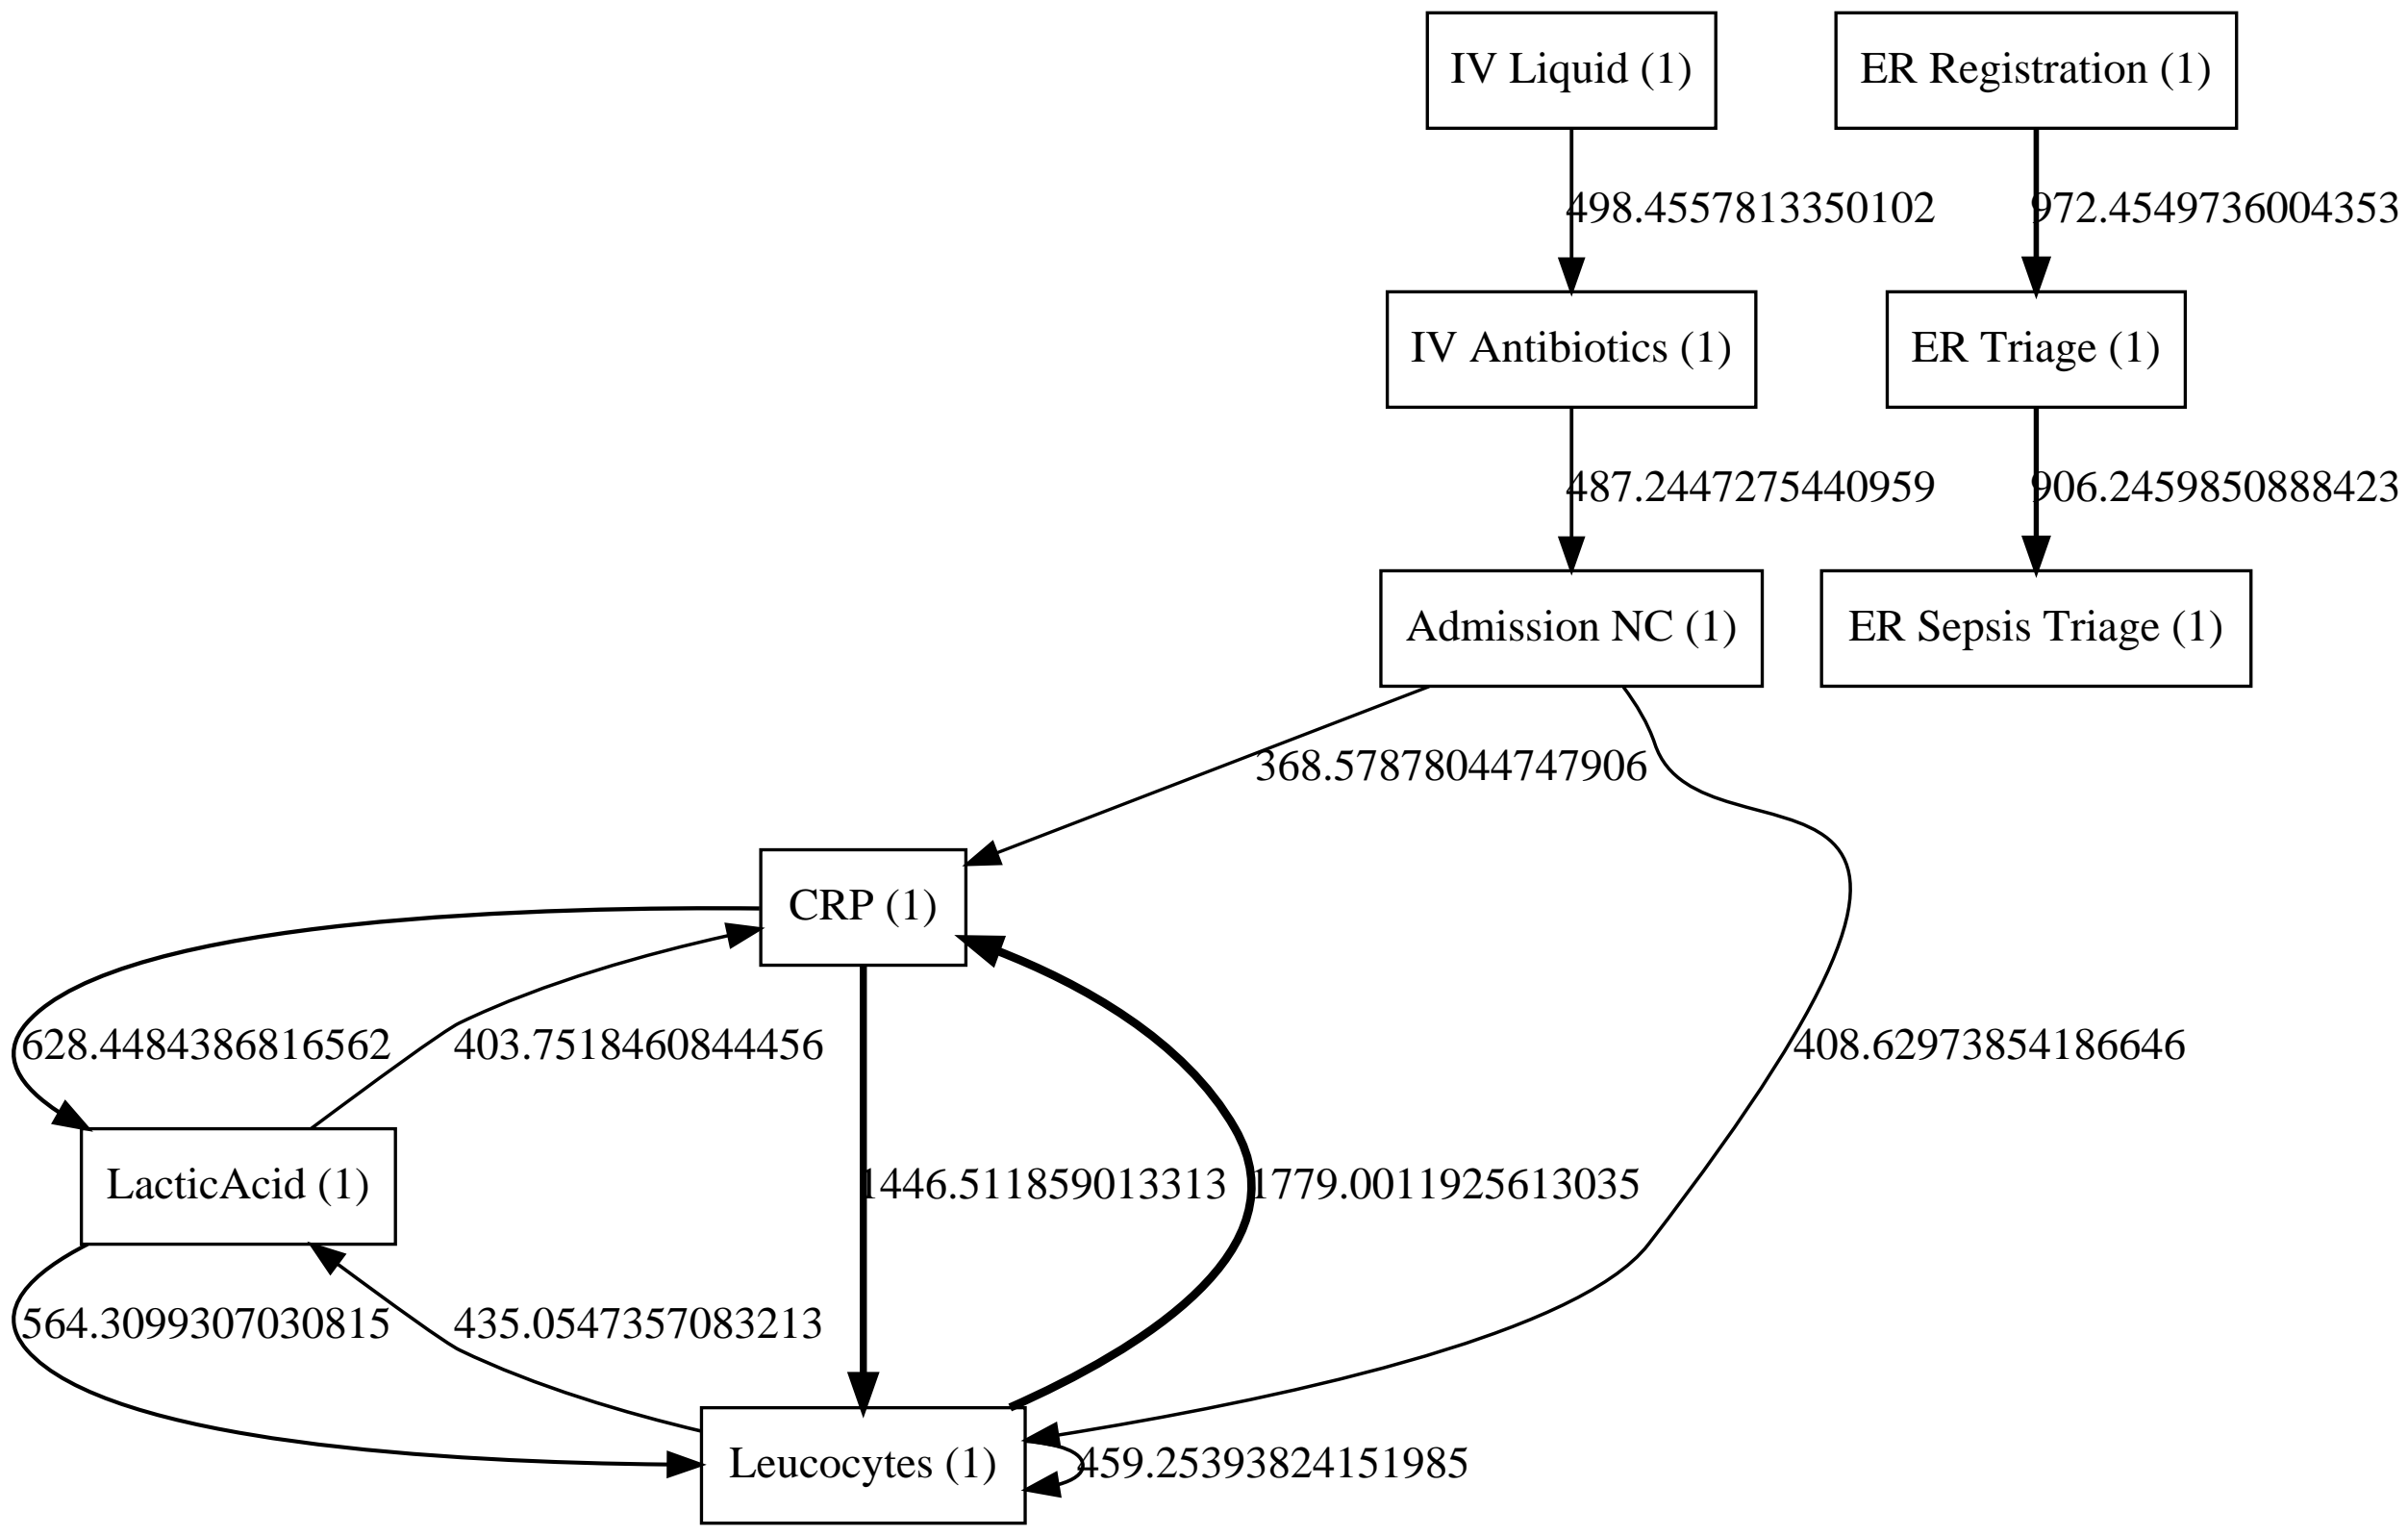 IV Liquid (1)
ER Registration (1)
498.4557813350102
972.4549736004353
IV Antibiotics (1)
ER Triage (1)
487.2447275440959
906.2459850888423
Admission NC (1)
ER Sepsis Triage (1)
368.57878044747906
CRP (1)
628.4484386816562
403.7518460844456
408.62973854186646
LacticAcid (1)
1446.511859013313
1779.0011925613035
564.3099307030815
435.0547357083213
Leucocytes (1)
459.25393824151985